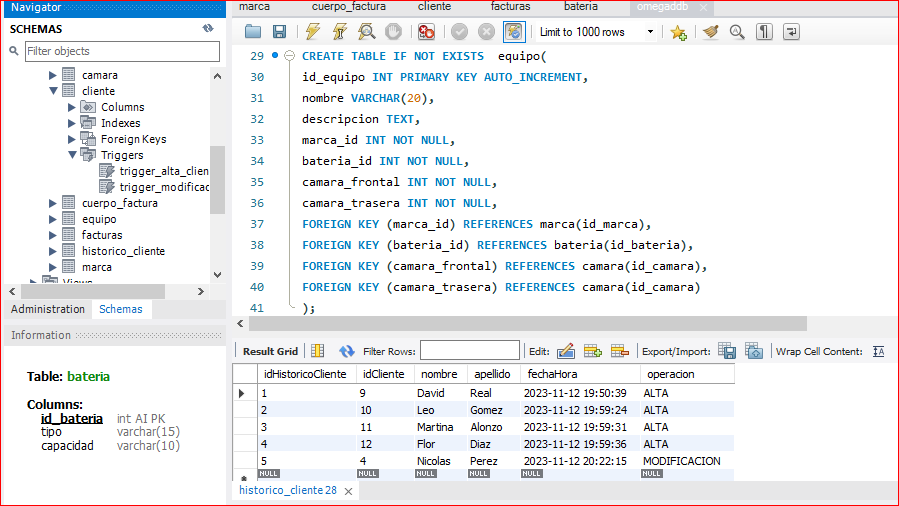 Navigator
SCHEMAS
Filter objects
camara
cliente
Columns
Indexes
Foreign Keys
Triggers
trigger_alta_clien
trigger_modificac
cuerpo_factura
equipo
facturas
historico_cliente
marca
Views
Administration Schemas
Information
Table: bateria
Columns:
id_bateria int AI PK
tipo varchar(15)
capacidad varchar(10)
marca cuerpo_factura cliente facturas bateria omegaddb
Limit to 1000 rows
29 CREATE TABLE IF NOT EXISTS equipo(
30 id_equipo INT PRIMARY KEY AUTO_INCREMENT,
31 nombre VARCHAR(20),
32 descripcion TEXT,
33 marca_id INT NOT NULL,
34 bateria_id INT NOT NULL,
35 camara_frontal INT NOT NULL,
36 camara_trasera INT NOT NULL,
37 FOREIGN KEY (marca_id) REFERENCES marca(id_marca),
38 FOREIGN KEY (bateria_id) REFERENCES bateria(id_bateria),
39 FOREIGN KEY (camara_frontal) REFERENCES camara(id_camara),
40 FOREIGN KEY (camara_trasera) REFERENCES camara(id_camara)
41 );
Result Grid Filter Rows: Edit: Export/Import: Wrap Cell Content: IA
idHistoricoCliente idCliente nombre apellido fechaHora operacion
1 9 David Real 2023-11-12 19:50:39 ALTA
2 10 Leo Gomez 2023-11-12 19:59:24 ALTA
3 11 Martina Alonzo 2023-11-12 19:59:31 ALTA
4 12 Flor Diaz 2023-11-12 19:59:36 ALTA
5 4 Nicolas Perez 2023-11-12 20:22:15 MODIFICACION
NULL NULL NULL NULL NULL NULL
historico_cliente 28